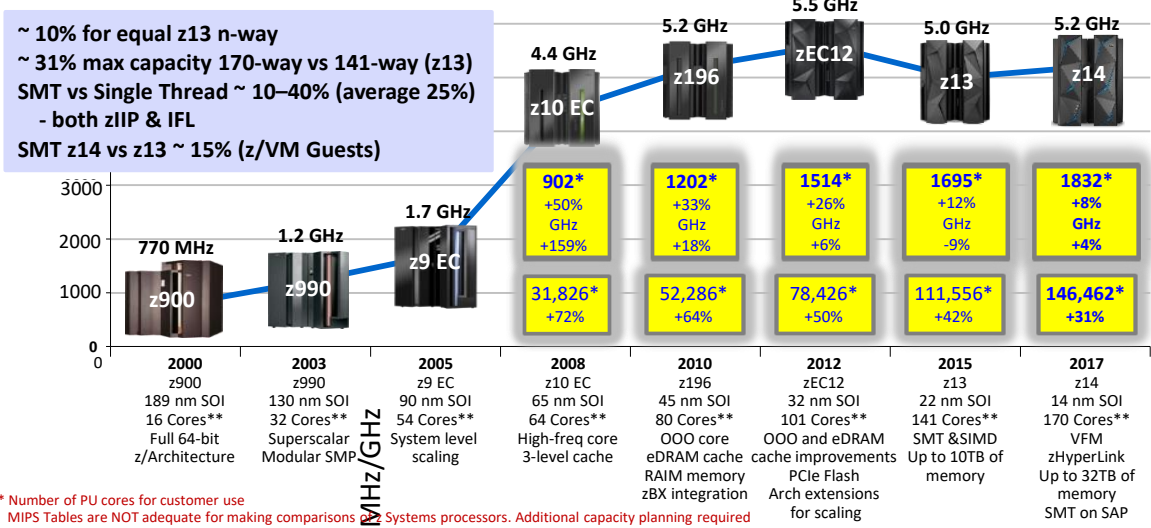 ~ 10% for equal z13 n-way
~ 31% max capacity 170-way vs 141-way (z13)
SMT vs Single Thread ~ 10–40% (average 25%)
- both zIIP & IFL
SMT z14 vs z13 ~ 15% (z/VM Guests)
770 MHz
1.2 GHz
1.7 GHz
4.4 GHz
5.2 GHz
5.5 GHz
5.0 GHz
5.2 GHz
z900
z990
z9 EC
z10 EC
z196
zEC12
z13
z14
3000
2000
1000
0
0
902*
+50%
GHz
+159%
1202*
+33%
GHz
+18%
1514*
+26%
GHz
+6%
1695*
+12%
GHz
-9%
1832*
+8%
GHz
+4%
31,826*
+72%
52,286*
+64%
78,426*
+50%
111,556*
+42%
146,462*
+31%
2000
z900
189 nm SOI
16 Cores**
Full 64-bit
z/Architecture
2003
z990
130 nm SOI
32 Cores**
Superscalar
Modular SMP
2005
z9 EC
90 nm SOI
54 Cores**
System level
scaling
2008
z10 EC
65 nm SOI
64 Cores**
High-freq core
3-level cache
2010
z196
45 nm SOI
80 Cores**
OOO core
eDRAM cache
RAIM memory
zBX integration
2012
zEC12
32 nm SOI
101 Cores**
OOO and eDRAM
cache improvements
PCIe Flash
Arch extensions
for scaling
2015
z13
22 nm SOI
141 Cores**
SMT &SIMD
Up to 10TB of
memory
2017
z14
14 nm SOI
170 Cores**
VFM
zHyperLink
Up to 32TB of
memory
SMT on SAP
MHz/GHz
* Number of PU cores for customer use
MIPS Tables are NOT adequate for making comparisons of z Systems processors. Additional capacity planning required